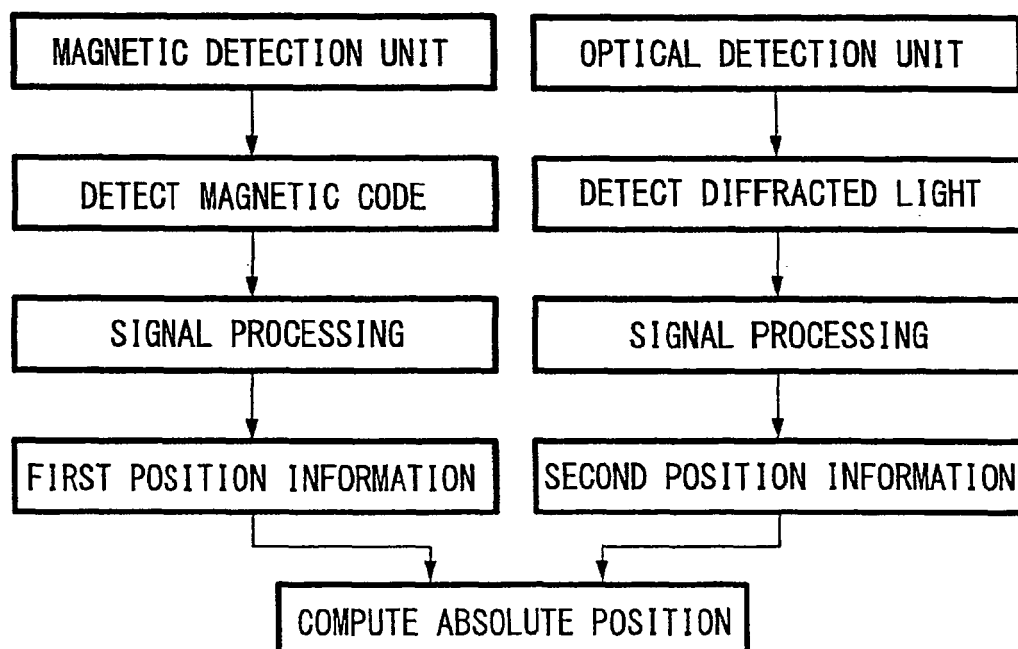 MAGNETIC DETECTION UNIT
OPTICAL DETECTION UNIT
DETECT MAGNETIC CODE
DETECT DIFFRACTED LIGHT
SIGNAL PROCESSING
SIGNAL PROCESSING
FIRST POSITION INFORMATION
SECOND POSITION INFORMATION
COMPUTE ABSOLUTE POSITION